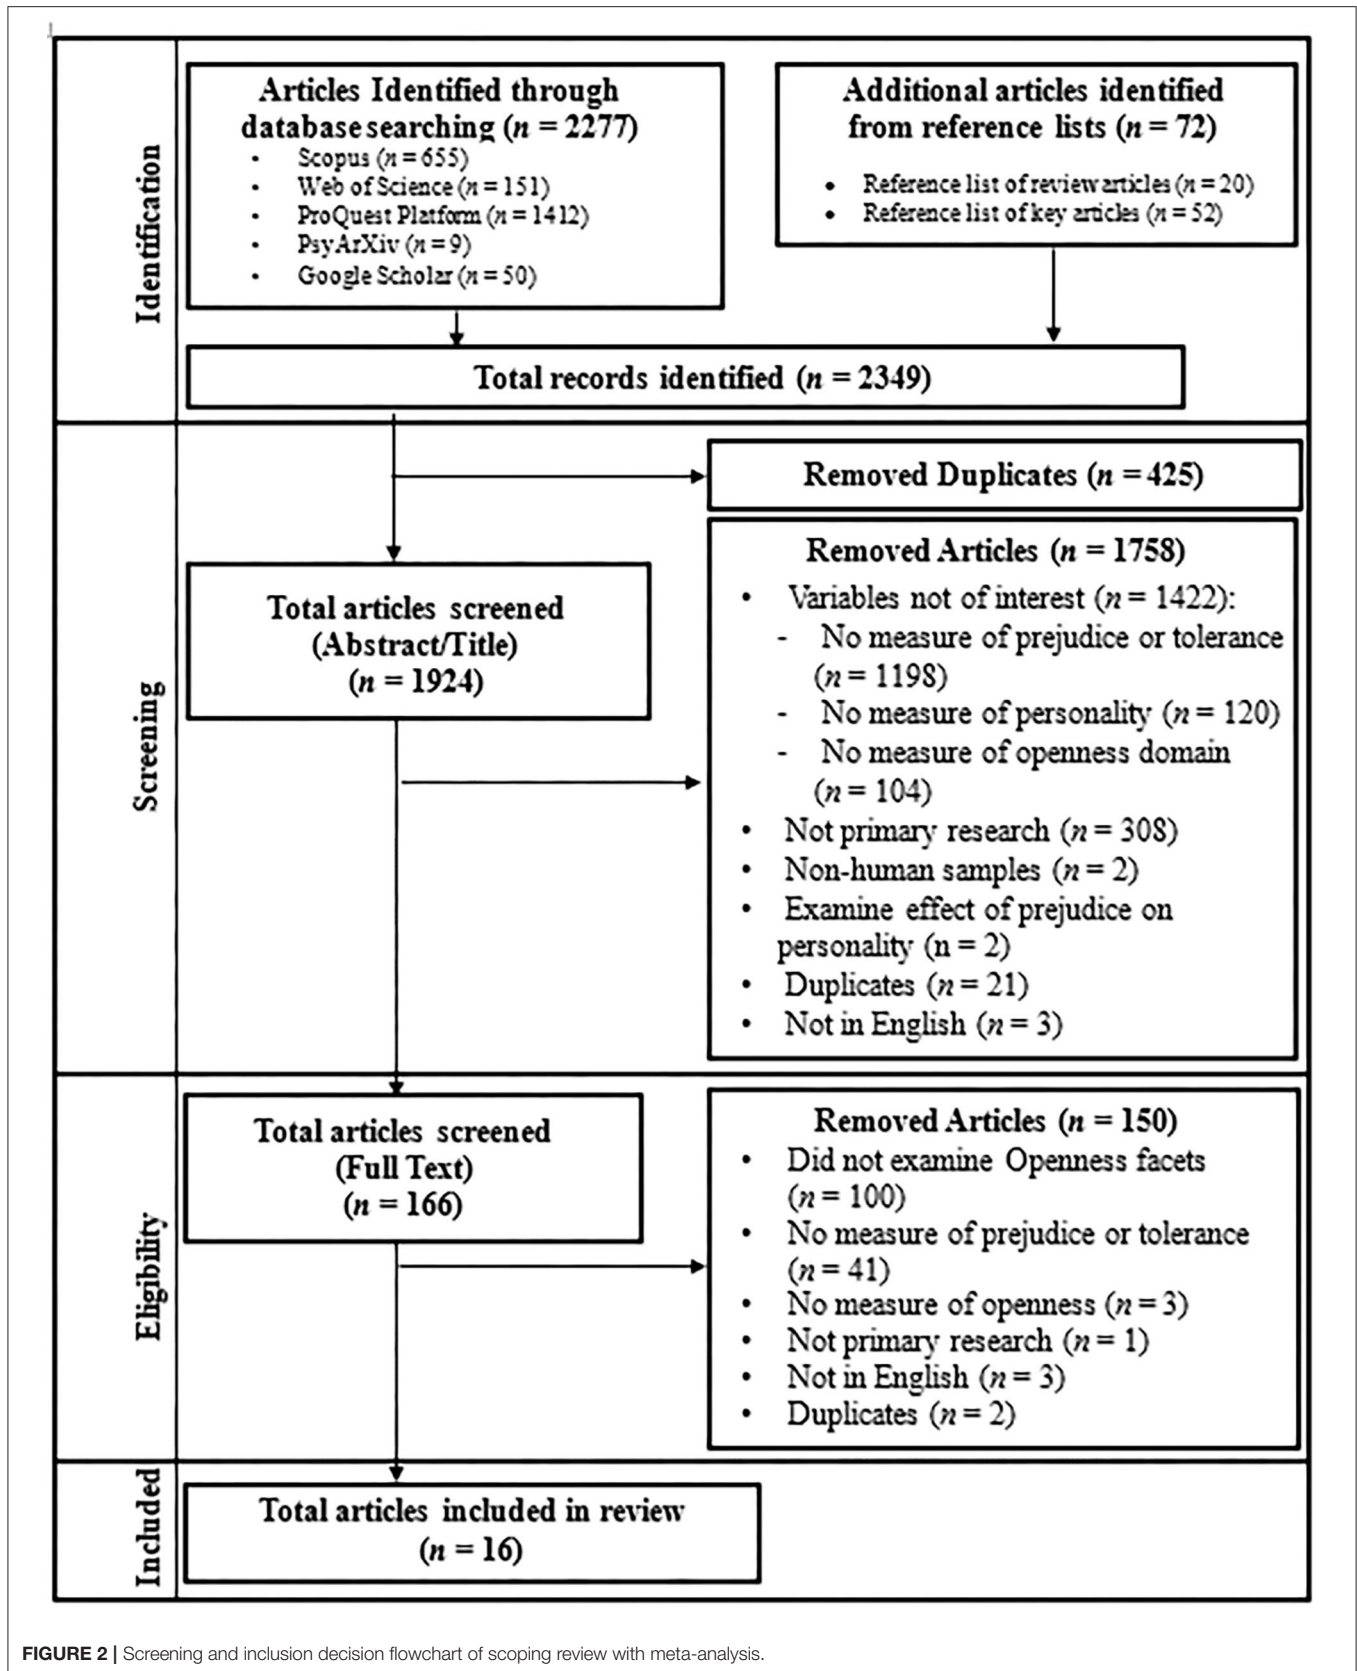 Identification
Articles Identified through
database searching (n = 2277)
• Scopus (n = 655)
• Web of Science (n = 151)
• ProQuest Platform (n = 1412)
• PsyArXiv (n = 9)
• Google Scholar (n = 50)
Additional articles identified
from reference lists (n = 72)
• Reference list of review articles (n = 20)
• Reference list of key articles (n = 52)
Total records identified (n = 2349)
Screening
Removed Duplicates (n = 425)
Total articles screened
(Abstract/Title)
(n = 1924)
Removed Articles (n = 1758)
• Variables not of interest (n = 1422):
- No measure of prejudice or tolerance
(n = 1198)
- No measure of personality (n = 120)
- No measure of openness domain
(n = 104)
• Not primary research (n = 308)
• Non-human samples (n = 2)
• Examine effect of prejudice on
personality (n = 2)
• Duplicates (n = 21)
• Not in English (n = 3)
Eligibility
Total articles screened
(Full Text)
(n = 166)
Removed Articles (n = 150)
• Did not examine Openness facets
(n = 100)
• No measure of prejudice or tolerance
(n = 41)
• No measure of openness (n = 3)
• Not primary research (n = 1)
• Not in English (n = 3)
• Duplicates (n = 2)
Included
Total articles included in review
(n = 16)
FIGURE 2 | Screening and inclusion decision flowchart of scoping review with meta-analysis.